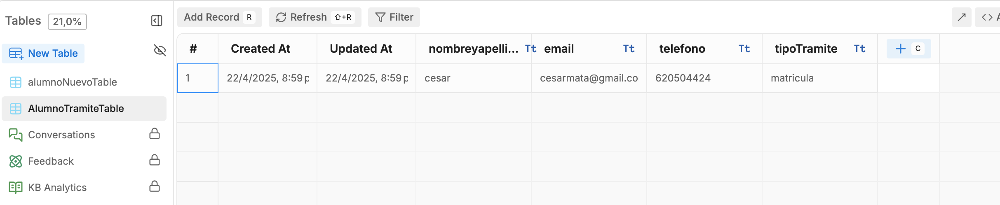 Tables 21,0%
New Table
alumnoNuevoTable
AlumnoTramiteTable
Conversations
Feedback
KB Analytics
Add Record R Refresh ⇧+R Filter <> A
# Created At Updated At nombreyapelli... Tt email Tt telefono Tt tipoTramite Tt + C
1 22/4/2025, 8:59 p 22/4/2025, 8:59 p cesar cesarmata@gmail.co 620504424 matricula